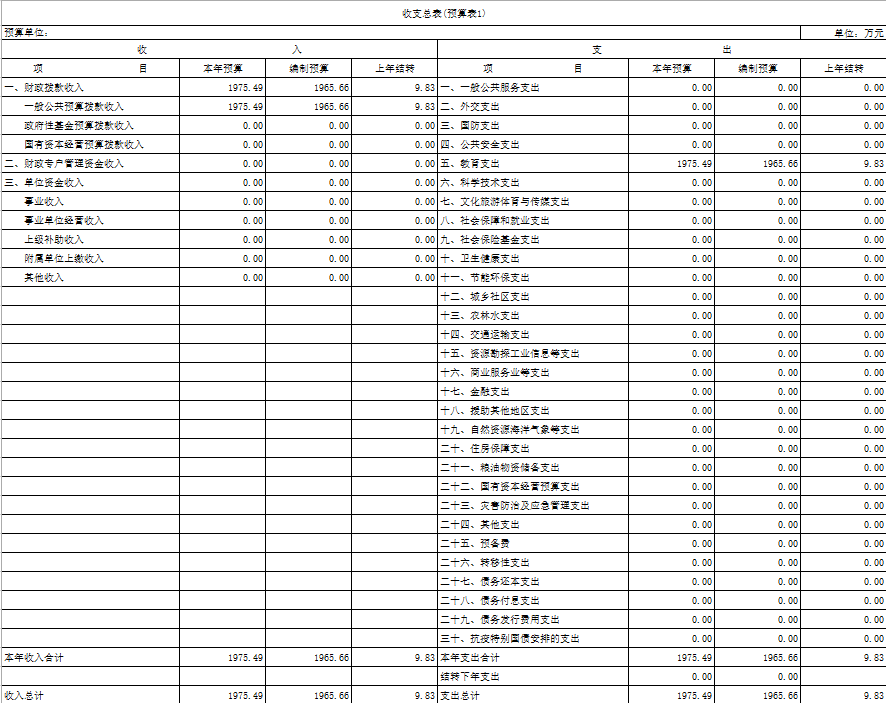 收支总表(预算表1)
预算单位: 单位: 万元
收 入 支 出
项 目 本年预算 编制预算 上年结转 项 目 本年预算 编制预算 上年结转
一、财政拨款收入 1975.49 1965.66 9.83 一、一般公共服务支出 0.00 0.00 0.00
一般公共预算拨款收入 1975.49 1965.66 9.83 二、外交支出 0.00 0.00 0.00
政府性基金预算拨款收入 0.00 0.00 0.00 三、国防支出 0.00 0.00 0.00
国有资本经营预算拨款收入 0.00 0.00 0.00 四、公共安全支出 0.00 0.00 0.00
二、财政专户管理资金收入 0.00 0.00 0.00 五、教育支出 1975.49 1965.66 9.83
三、单位资金收入 0.00 0.00 0.00 六、科学技术支出 0.00 0.00 0.00
事业收入 0.00 0.00 0.00 七、文化旅游体育与传媒支出 0.00 0.00 0.00
事业单位经营收入 0.00 0.00 0.00 八、社会保障和就业支出 0.00 0.00 0.00
上级补助收入 0.00 0.00 0.00 九、社会保险基金支出 0.00 0.00 0.00
附属单位上缴收入 0.00 0.00 0.00 十、卫生健康支出 0.00 0.00 0.00
其他收入 0.00 0.00 0.00 十一、节能环保支出 0.00 0.00 0.00
十二、城乡社区支出 0.00 0.00 0.00
十三、农林水支出 0.00 0.00 0.00
十四、交通运输支出 0.00 0.00 0.00
十五、资源勘探工业信息等支出 0.00 0.00 0.00
十六、商业服务业等支出 0.00 0.00 0.00
十七、金融支出 0.00 0.00 0.00
十八、援助其他地区支出 0.00 0.00 0.00
十九、自然资源海洋气象等支出 0.00 0.00 0.00
二十、住房保障支出 0.00 0.00 0.00
二十一、粮油物资储备支出 0.00 0.00 0.00
二十二、国有资本经营预算支出 0.00 0.00 0.00
二十三、灾害防治及应急管理支出 0.00 0.00 0.00
二十四、其他支出 0.00 0.00 0.00
二十五、预备费 0.00 0.00 0.00
二十六、转移性支出 0.00 0.00 0.00
二十七、债务还本支出 0.00 0.00 0.00
二十八、债务付息支出 0.00 0.00 0.00
二十九、债务发行费用支出 0.00 0.00 0.00
三十、抗疫特别国债安排的支出 0.00 0.00 0.00
本年收入合计 1975.49 1965.66 9.83 本年支出合计 1975.49 1965.66 9.83
结转下年支出 0.00 0.00
收入总计 1975.49 1965.66 9.83 支出总计 1975.49 1965.66 9.83